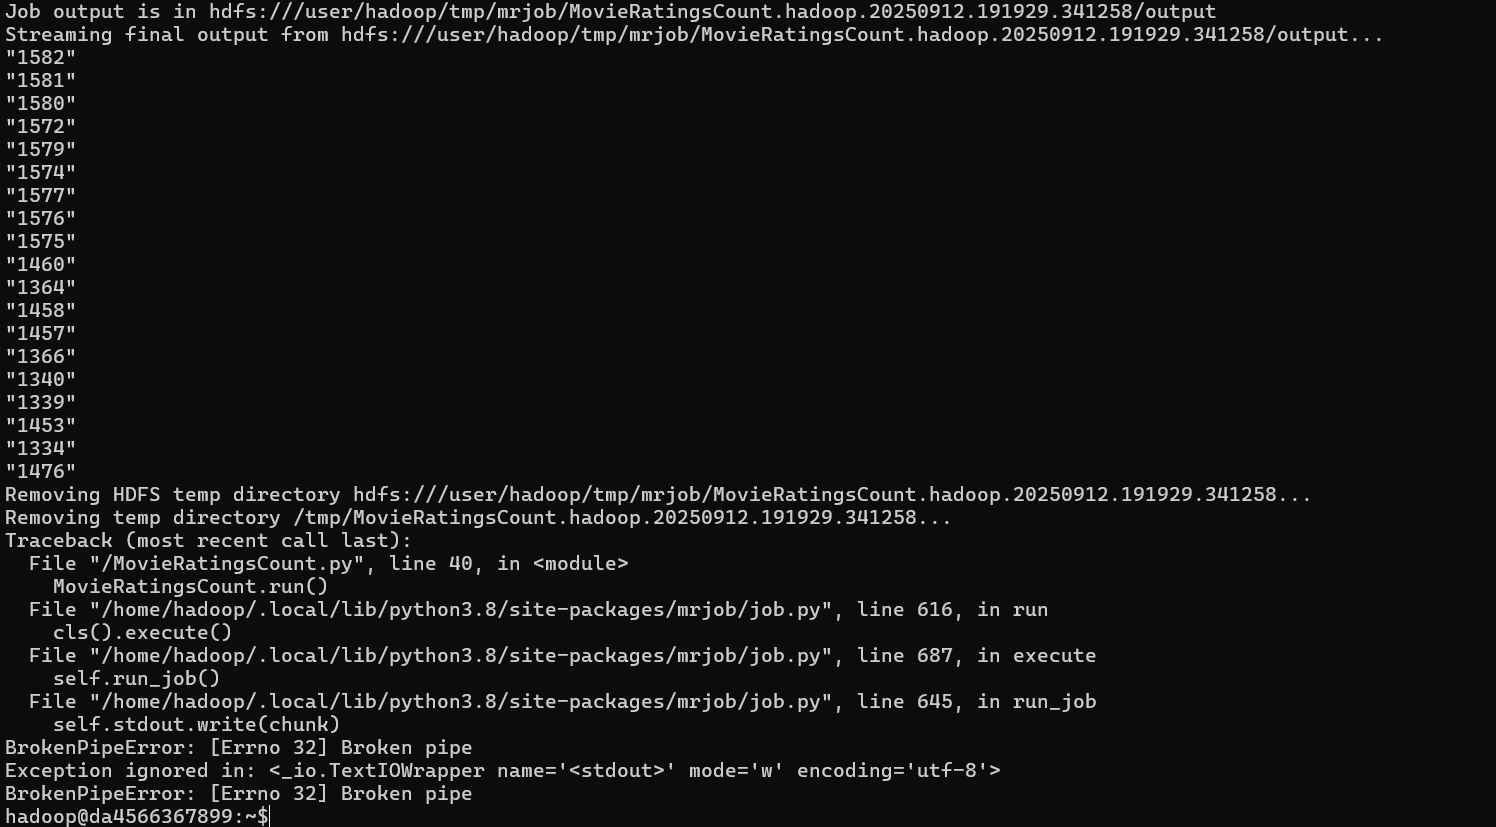 Job output is in hdfs:///user/hadoop/tmp/mrjob/MovieRatingsCount.hadoop.20250912.191929.341258/output
Streaming final output from hdfs:///user/hadoop/tmp/mrjob/MovieRatingsCount.hadoop.20250912.191929.341258/output...
"1582"
"1581"
"1580"
"1572"
"1579"
"1574"
"1577"
"1576"
"1575"
"1460"
"1364"
"1458"
"1457"
"1366"
"1340"
"1339"
"1453"
"1334"
"1476"
Removing HDFS temp directory hdfs:///user/hadoop/tmp/mrjob/MovieRatingsCount.hadoop.20250912.191929.341258...
Removing temp directory /tmp/MovieRatingsCount.hadoop.20250912.191929.341258...
Traceback (most recent call last):
  File "/MovieRatingsCount.py", line 40, in <module>
    MovieRatingsCount.run()
  File "/home/hadoop/.local/lib/python3.8/site-packages/mrjob/job.py", line 616, in run
    cls().execute()
  File "/home/hadoop/.local/lib/python3.8/site-packages/mrjob/job.py", line 687, in execute
    self.run_job()
  File "/home/hadoop/.local/lib/python3.8/site-packages/mrjob/job.py", line 645, in run_job
    self.stdout.write(chunk)
BrokenPipeError: [Errno 32] Broken pipe
Exception ignored in: <_io.TextIOWrapper name='<stdout>' mode='w' encoding='utf-8'>
BrokenPipeError: [Errno 32] Broken pipe
hadoop@da4566367899:~$